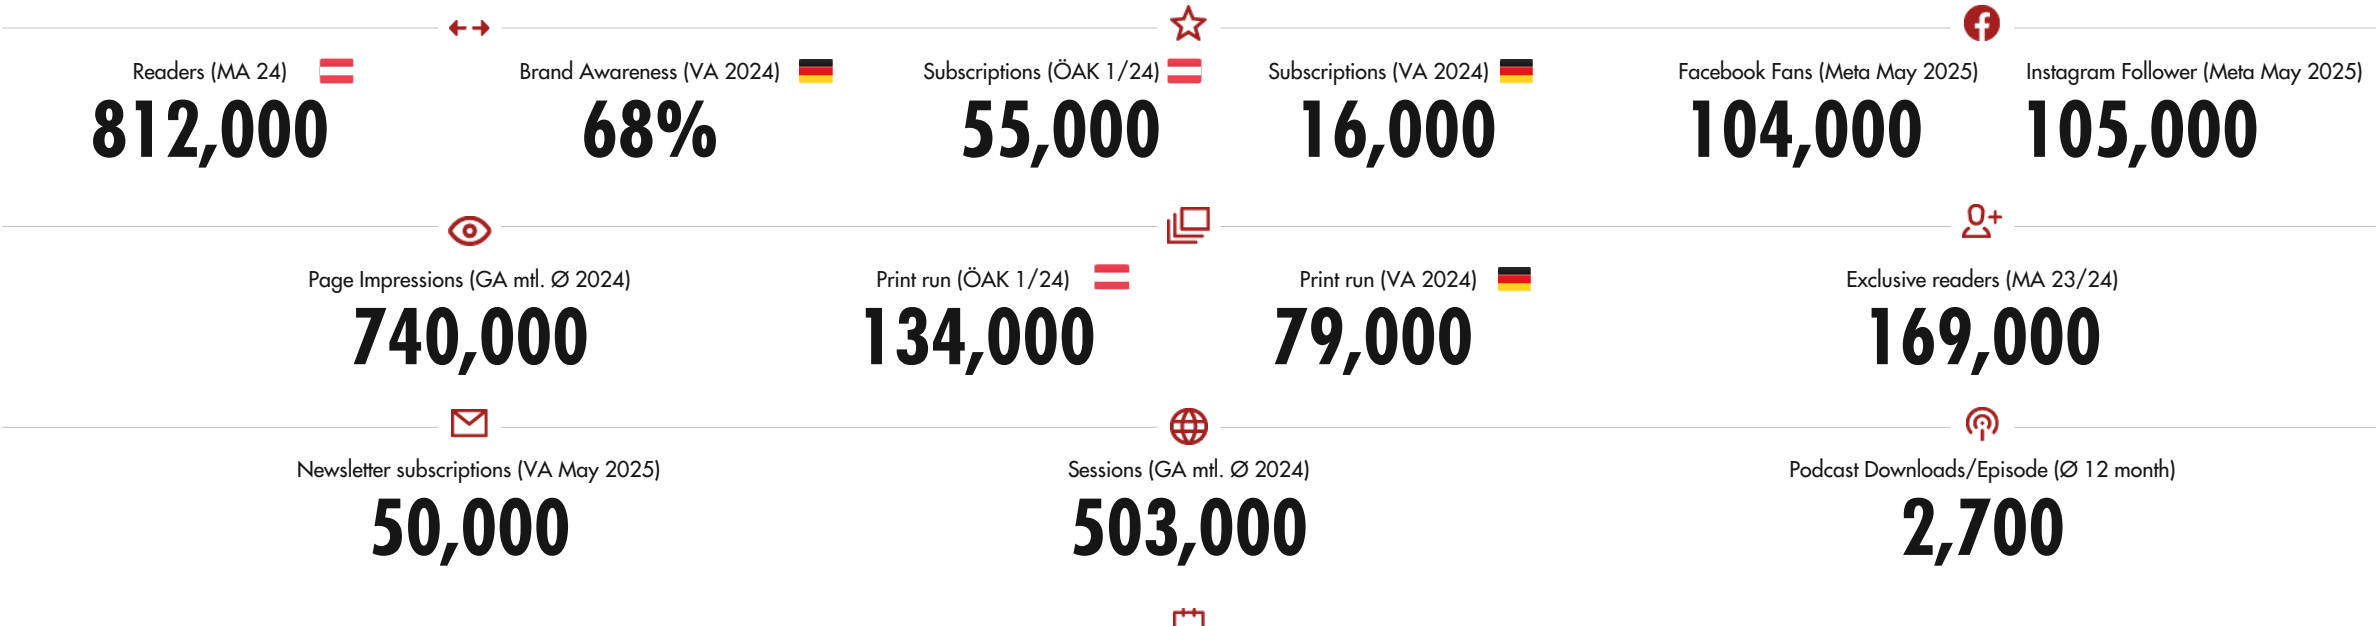 Readers (MA 24)
812,000
Brand Awareness (VA 2024)
68%
Subscriptions (ÖAK 1/24)
55,000
Subscriptions (VA 2024)
16,000
Facebook Fans (Meta May 2025)
104,000
Instagram Follower (Meta May 2025)
105,000
Page Impressions (GA mtl. Ø 2024)
740,000
Print run (ÖAK 1/24)
134,000
Print run (VA 2024)
79,000
Exclusive readers (MA 23/24)
169,000
Newsletter subscriptions (VA May 2025)
50,000
Sessions (GA mtl. Ø 2024)
503,000
Podcast Downloads/Episode (Ø 12 month)
2,700